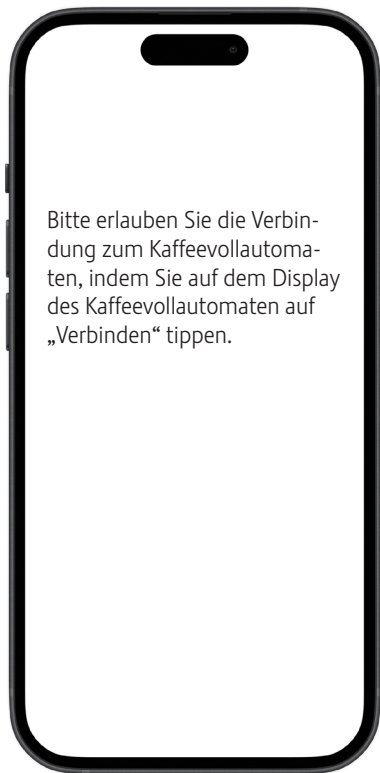 Bitte erlauben Sie die Verbin-
dung zum Kaffeevollautoma-
ten, indem Sie auf dem Display
des Kaffeevollautomaten auf
„Verbinden“ tippen.